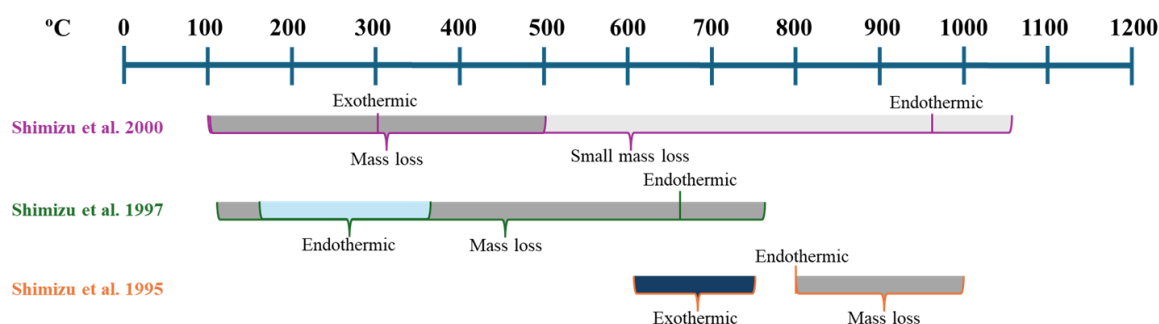 ºC 0 100 200 300 400 500 600 700 800 900 1000 1100 1200
Exothermic Endothermic
Shimizu et al. 2000
Mass loss Small mass loss
Endothermic
Shimizu et al. 1997
Endothermic Mass loss
Endothermic
Shimizu et al. 1995
Exothermic Mass loss